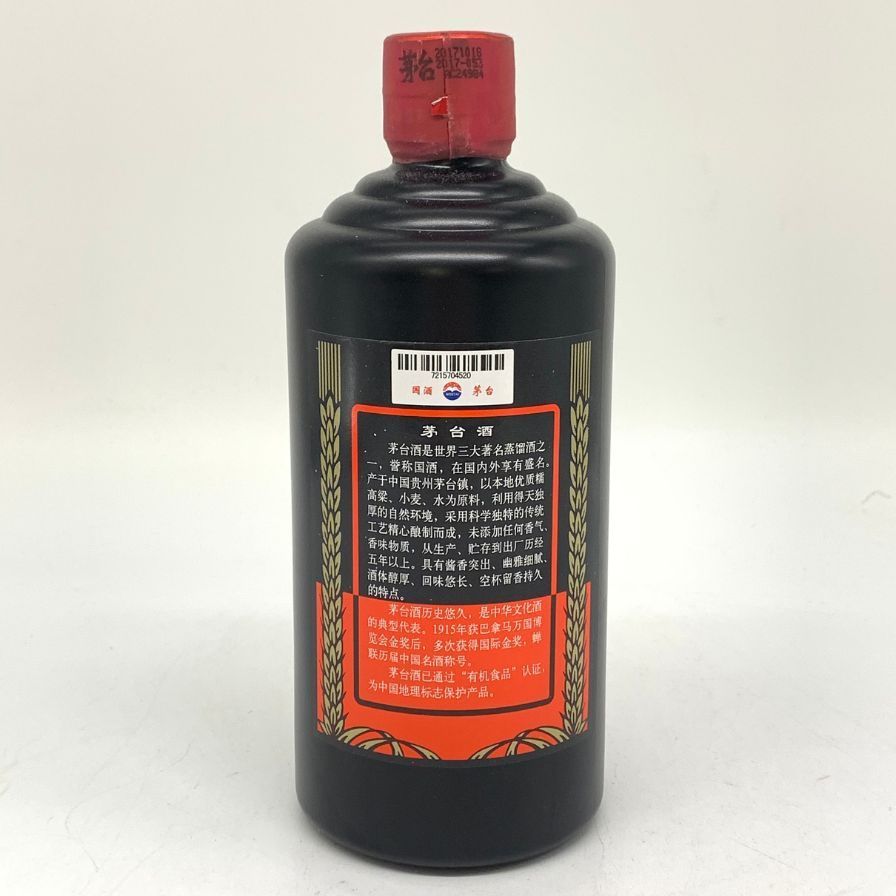 茅台
20171016
2017-053
AC24984
7215704520
国酒 茅台
茅台酒
茅台酒是世界三大著名蒸馏酒之
一，誉称国酒，在国内外享有盛名。
产于中国贵州茅台镇，以本地优质糯
高粱、小麦、水为原料，利用得天独
厚的自然环境，采用科学独特的传统
工艺精心酿制而成，未添加任何香气、
香味物质，从生产、贮存到出厂历经
五年以上。具有酱香突出、幽雅细腻、
酒体醇厚、回味悠长、空杯留香持久
的特点。
茅台酒历史悠久，是中华文化酒
的典型代表。1915年获巴拿马万国博
览会金奖后，多次获得国际金奖，蝉
联历届中国名酒称号。
茅台酒已通过“有机食品”认证，
为中国地理标志保护产品。